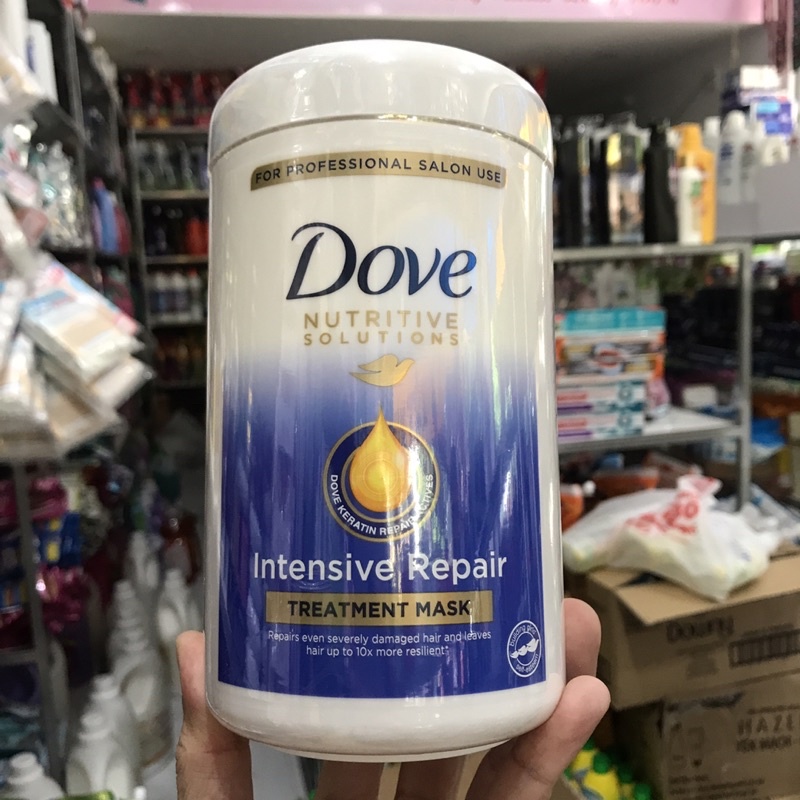 FOR PROFESSIONAL SALON USE
Dove
NUTRITIVE
SOLUTIONS
DOVE KERATIN REPAIR ACTIVES
Intensive Repair
TREATMENT MASK
Repairs even severely damaged hair and leaves
hair up to 10x more resilient*
Downy
HAZE